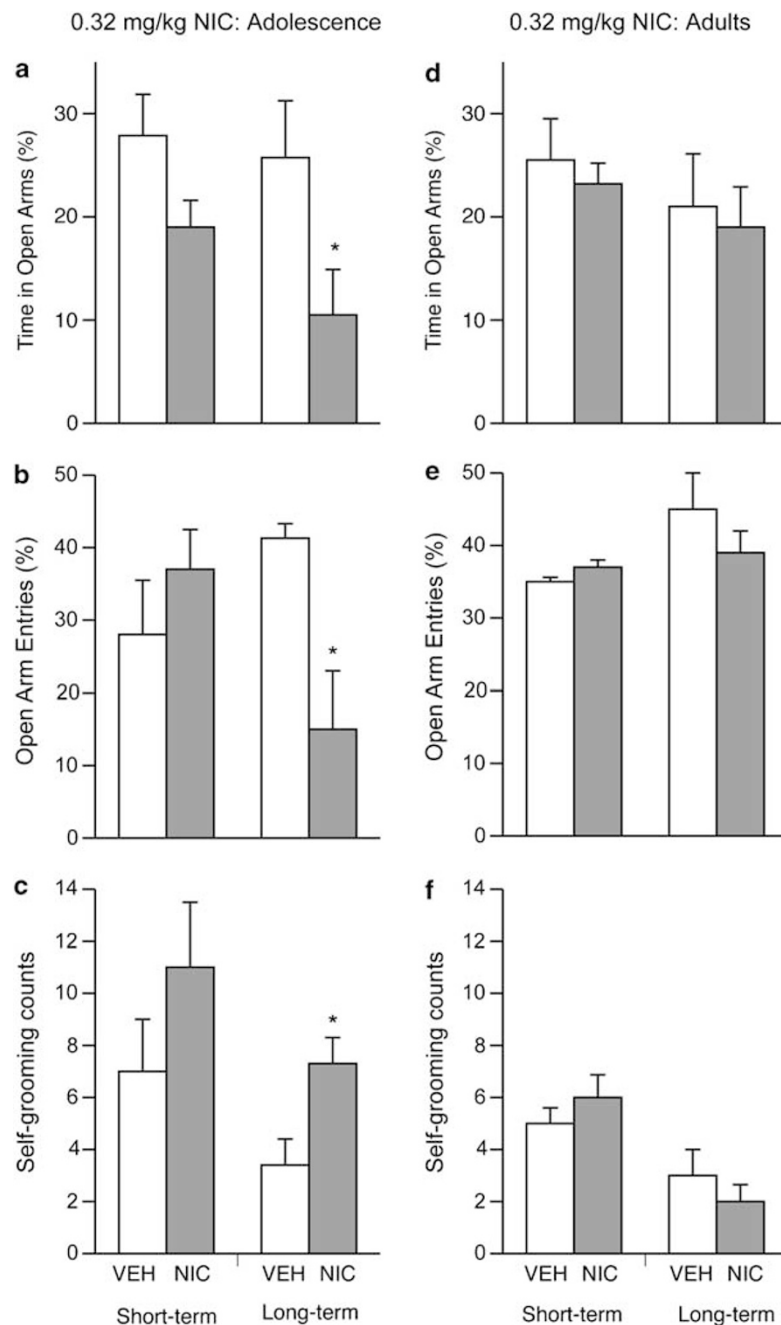 0.32 mg/kg NIC: Adolescence
0.32 mg/kg NIC: Adults
a
Time in Open Arms (%)
30
20
10
0
*
d
Time in Open Arms (%)
30
20
10
0
b
Open Arm Entries (%)
50
40
30
20
10
0
*
e
Open Arm Entries (%)
50
40
30
20
10
0
c
Self-grooming counts
14
12
10
8
6
4
2
0
*
VEH NIC VEH NIC
Short-term Long-term
f
Self-grooming counts
14
12
10
8
6
4
2
0
VEH NIC VEH NIC
Short-term Long-term